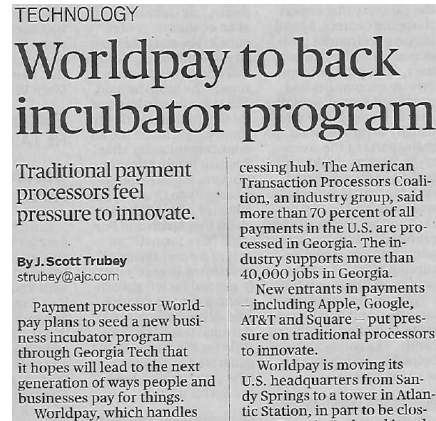 TECHNOLOGY
Worldpay to back
incubator program
Traditional payment
processors feel
pressure to innovate.
By J. Scott Trubey
strubey@ajc.com
Payment processor World-
pay plans to seed a new busi-
ness incubator program
through Georgia Tech that
it hopes will lead to the next
generation of ways people and
businesses pay for things.
Worldpay, which handles
cessing hub. The American
Transaction Processors Coali-
tion, an industry group, said
more than 70 percent of all
payments in the U.S. are pro-
cessed in Georgia. The in-
dustry supports more than
40,000 jobs in Georgia.
New entrants in payments
— including Apple, Google,
AT&T and Square — put pres-
sure on traditional processors
to innovate.
Worldpay is moving its
U.S. headquarters from San-
dy Springs to a tower in Atlan-
tic Station, in part to be clos-